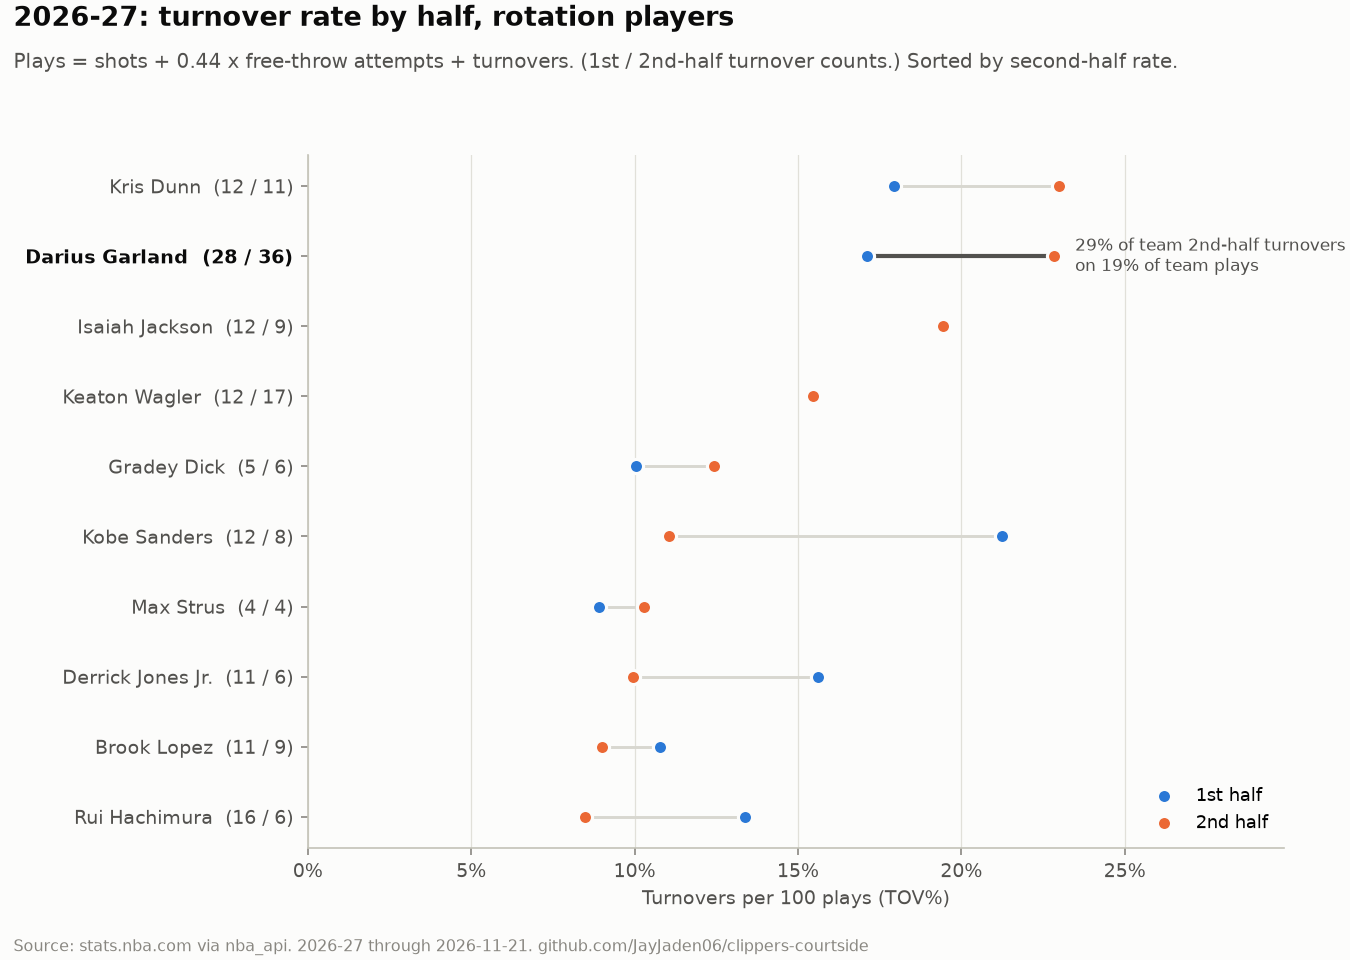 2026-27: turnover rate by half, rotation players
Plays = shots + 0.44 x free-throw attempts + turnovers. (1st / 2nd-half turnover counts.) Sorted by second-half rate.
Kris Dunn (12 / 11)
Darius Garland (28 / 36)
29% of team 2nd-half turnovers
on 19% of team plays
Isaiah Jackson (12 / 9)
Keaton Wagler (12 / 17)
Gradey Dick (5 / 6)
Kobe Sanders (12 / 8)
Max Strus (4 / 4)
Derrick Jones Jr. (11 / 6)
Brook Lopez (11 / 9)
Rui Hachimura (16 / 6)
1st half
2nd half
0% 5% 10% 15% 20% 25%
Turnovers per 100 plays (TOV%)
Source: stats.nba.com via nba_api. 2026-27 through 2026-11-21. github.com/JayJaden06/clippers-courtside